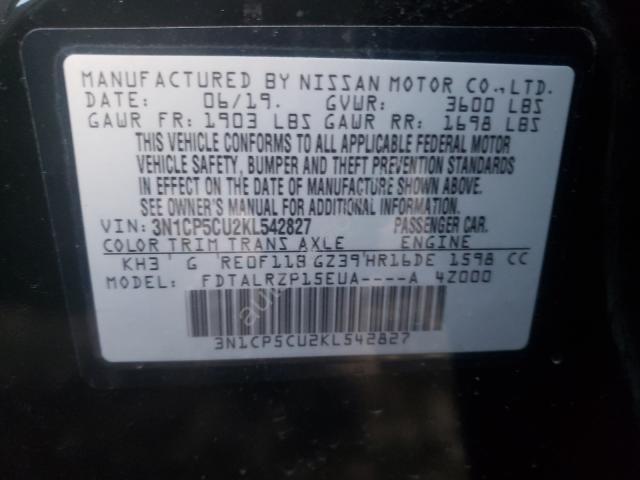 MANUFACTURED BY NISSAN MOTOR CO., LTD.
DATE: 06/19. GVWR: 3600 LBS
GAWR FR: 1903 LBS GAWR RR: 1698 LBS
THIS VEHICLE CONFORMS TO ALL APPLICABLE FEDERAL MOTOR
VEHICLE SAFETY, BUMPER AND THEFT PREVENTION STANDARDS
IN EFFECT ON THE DATE OF MANUFACTURE SHOWN ABOVE.
SEE OWNER'S MANUAL FOR ADDITIONAL INFORMATION.
VIN: 3N1CP5CU2KL542827 PASSENGER CAR.
COLOR TRIM TRANS AXLE ENGINE
KH3 G RE0F11B GZ39 HR16DE 1598 CC
MODEL: FDTALRZP15EUA----A 4Z000
3N1CP5CU2KL542827